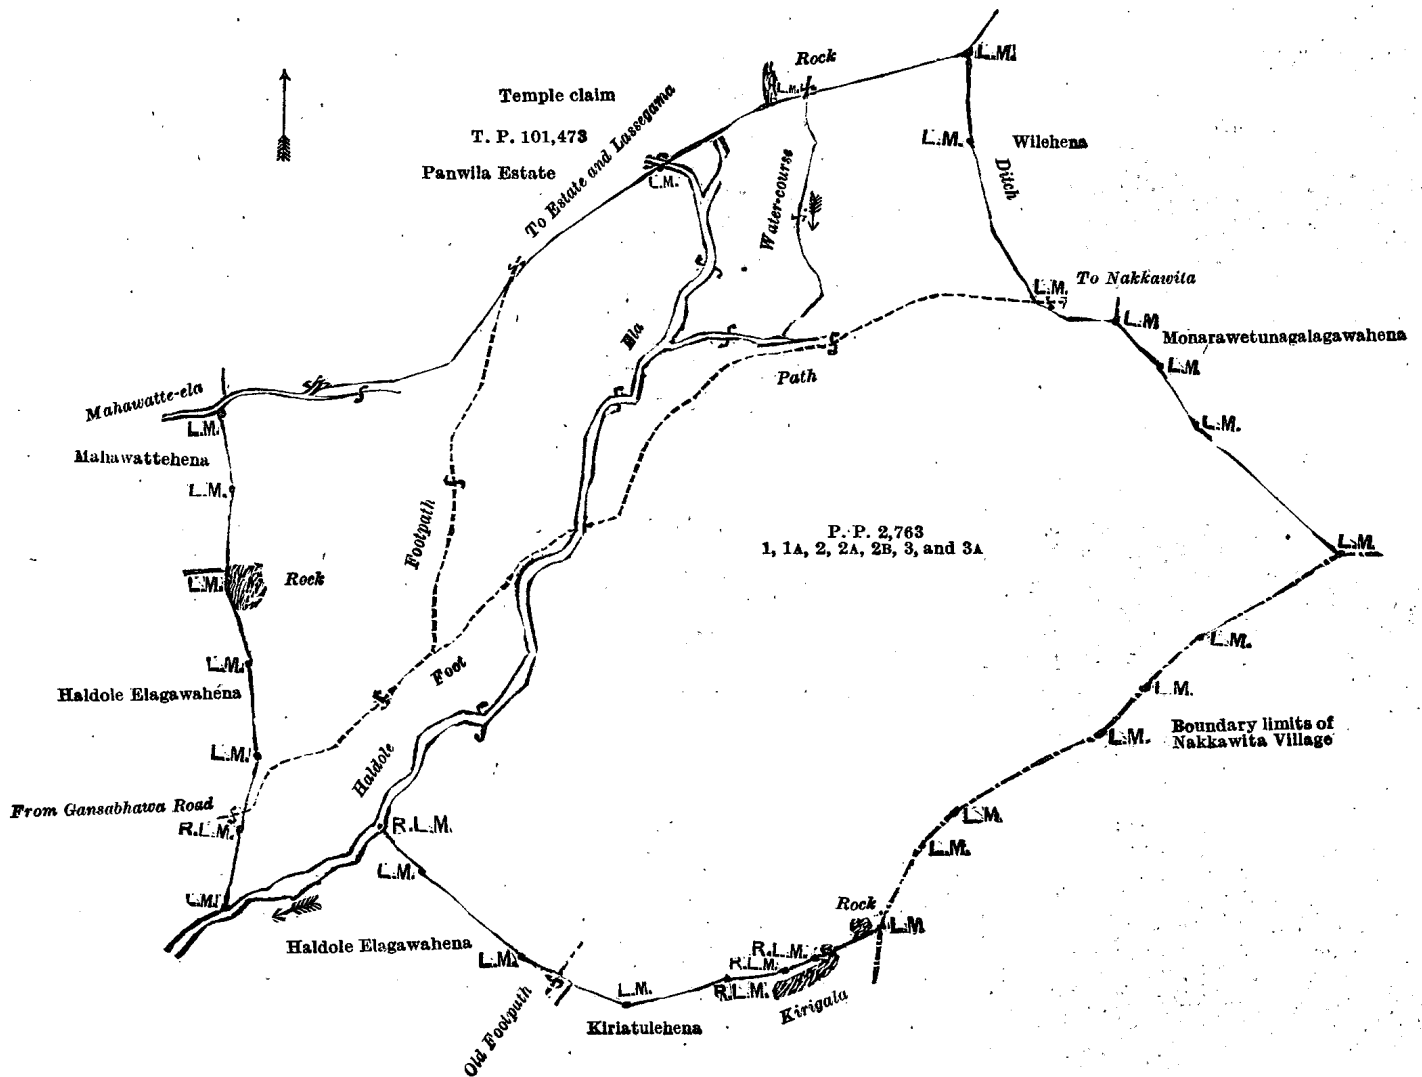 Rock
L.M.
Temple claim
L.M.
T. P. 101,473
To Estate and Lassegama
L.M.
Wilehena
Panwila Estate
L.M.
Ditch
Water-course
L.M.
To Nakkawita
Ela
L.M.
Monarawetunagalagawahena
L.M.
Path
Mahawatte-ela
L.M.
L.M.
Mahawattehena
L.M.
Footpath
P. P. 2,763
1, 1A, 2, 2A, 2B, 3, and 3A
L.M.
L.M.
Rock
L.M.
L.M.
Foot
Haldole Elagawahena
L.M.
L.M.
Boundary limits of
Nakkawita Village
L.M.
Haldole
From Gansabhawa Road
R.L.M.
R.L.M.
L.M.
L.M.
L.M.
L.M.
Rock
L.M.
Haldole Elagawahena
L.M.
R.L.M.
R.L.M.
R.L.M.
L.M.
Kirigala
Old Footpath
Kiriatulehena